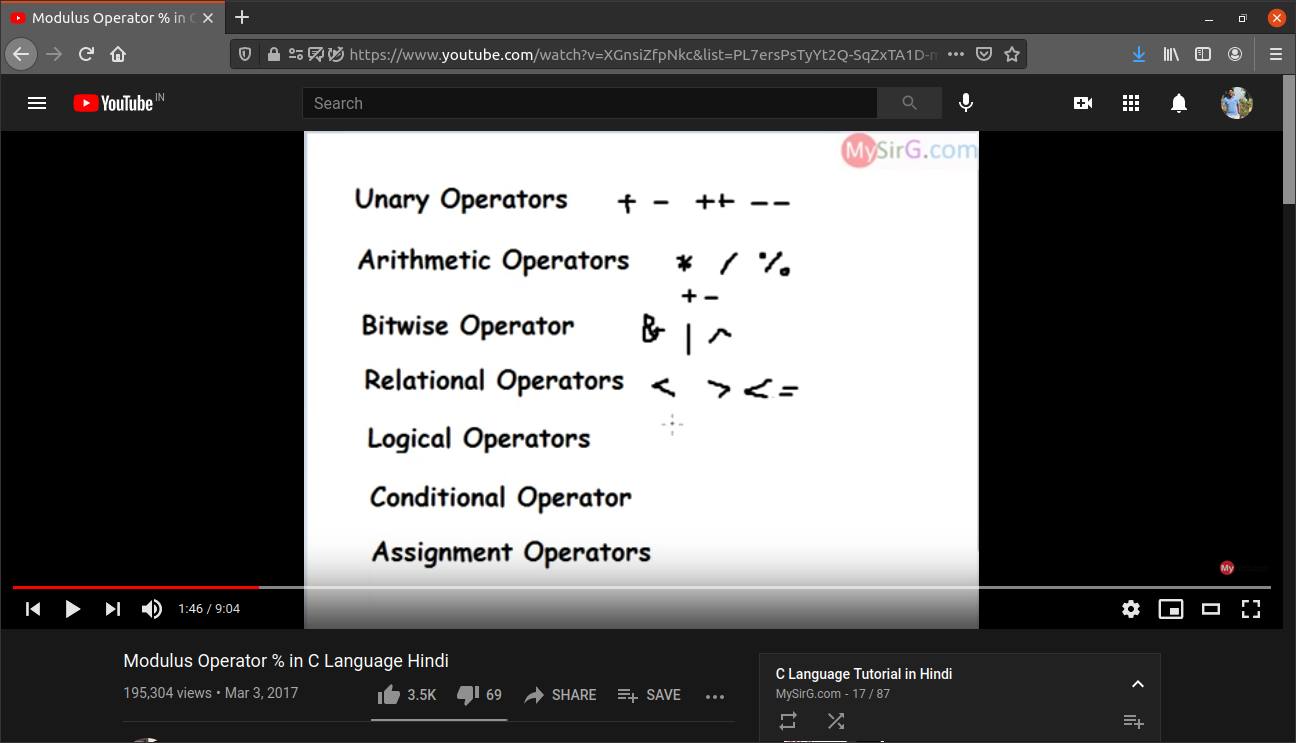 Modulus Operator % in C
https://www.youtube.com/watch?v=XGnsiZfpNkc&list=PL7ersPsTyYt2Q-SqZxTA1D-m
YouTube IN
Search
MySirG.com
Unary Operators + - ++ --
Arithmetic Operators * / %
+ -
Bitwise Operator & | ^
Relational Operators < > <=
Logical Operators
Conditional Operator
Assignment Operators
My
1:46 / 9:04
Modulus Operator % in C Language Hindi
195,304 views • Mar 3, 2017
3.5K 69 SHARE SAVE
C Language Tutorial in Hindi
MySirG.com - 17 / 87